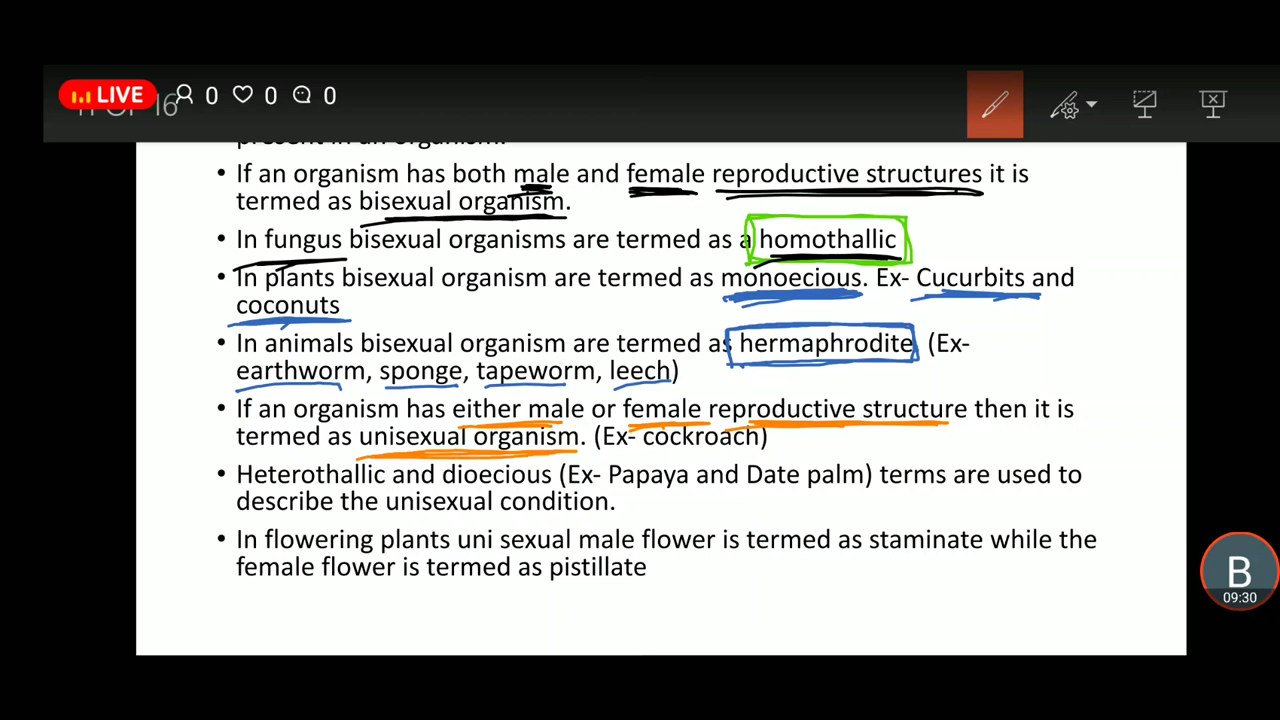 LIVE 0 0 0
16
present in an organism.
• If an organism has both male and female reproductive structures it is
termed as bisexual organism.
• In fungus bisexual organisms are termed as a homothallic
• In plants bisexual organism are termed as monoecious. Ex- Cucurbits and
coconuts
• In animals bisexual organism are termed as hermaphrodite (Ex-
earthworm, sponge, tapeworm, leech)
• If an organism has either male or female reproductive structure then it is
termed as unisexual organism. (Ex- cockroach)
• Heterothallic and dioecious (Ex- Papaya and Date palm) terms are used to
describe the unisexual condition.
• In flowering plants uni sexual male flower is termed as staminate while the
female flower is termed as pistillate
B
09:30